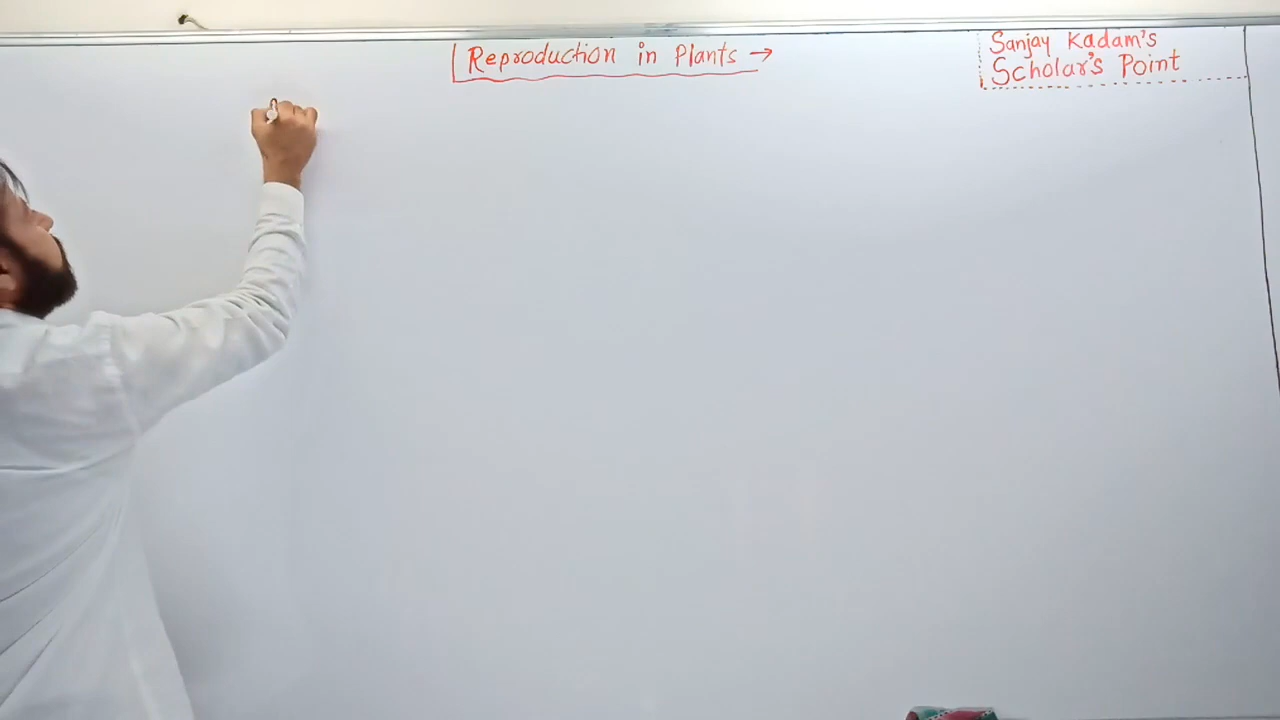 Reproduction in Plants →
Sanjay Kadam's
Scholar's Point